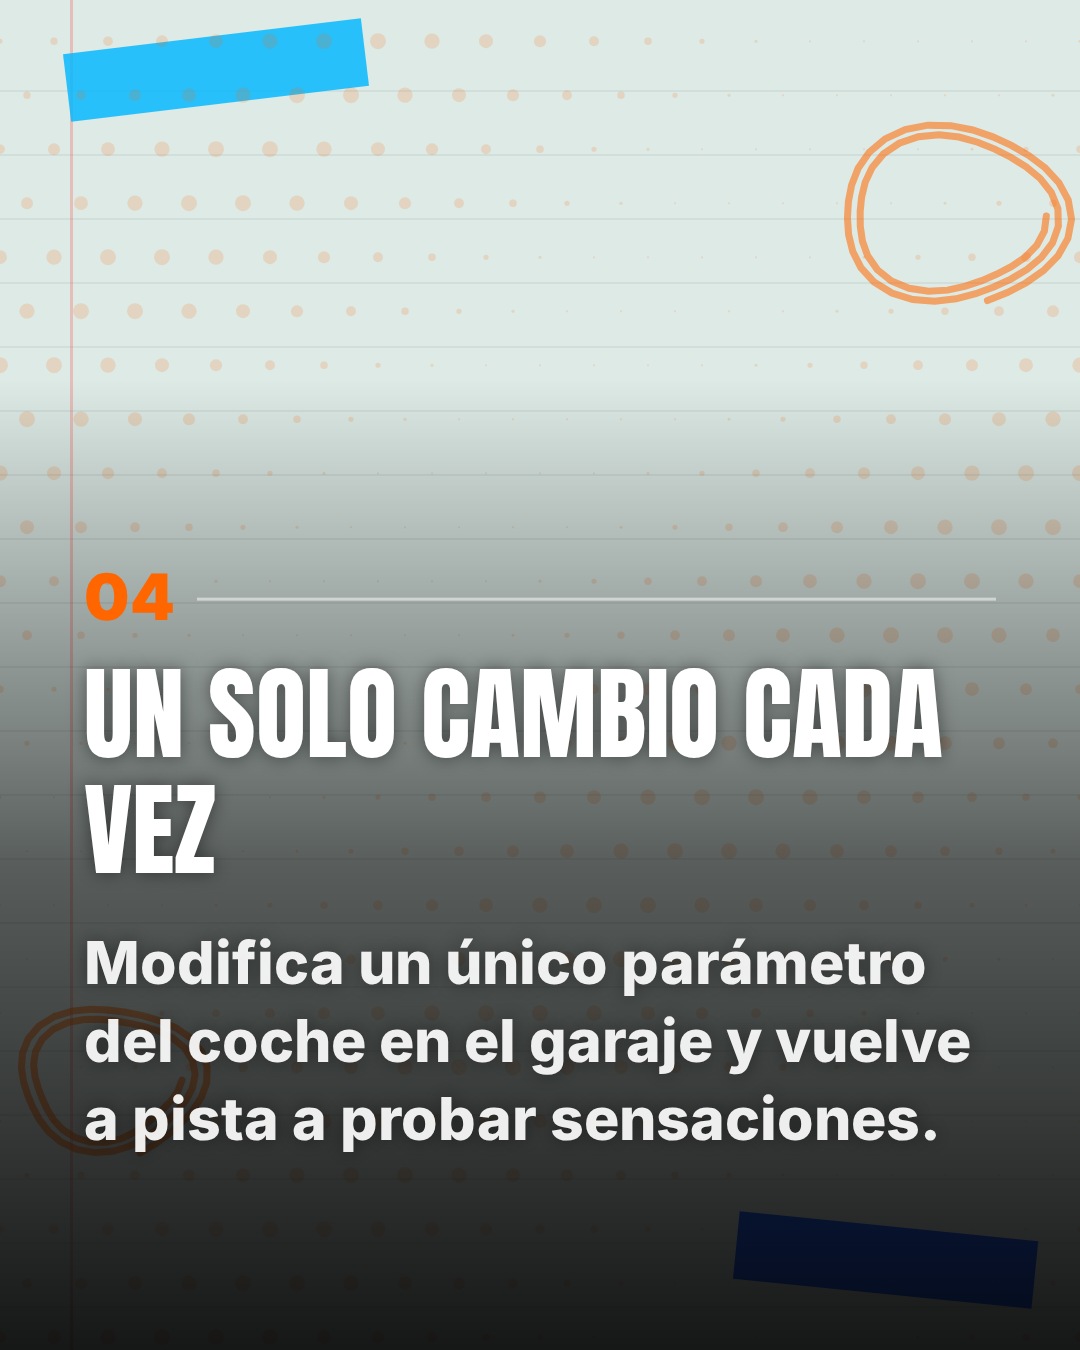 04
UN SOLO CAMBIO CADA
VEZ
Modifica un único parámetro
del coche en el garaje y vuelve
a pista a probar sensaciones.